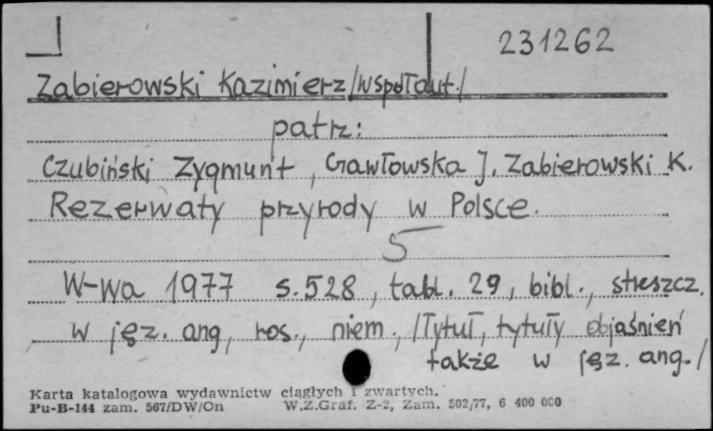 231262
Zabierowski Kazimierz /współaut./
patrz:
Czubiński Zygmunt, Gawłowska J., Zabierowski K.
Rezerwaty przyrody w Polsce.
5
W-wa 1977 s. 528, tabl. 29, bibl., streszcz.
w jęz. ang, ros., niem., /Tytuł, tytuły objaśnień
także w jęz. ang./
Karta katalogowa wydawnictw ciągłych i zwartych.
Pu-B-144 zam. 567/DW/On W.Z.Graf. Z-2, Zam. 502/77, 6 400 000